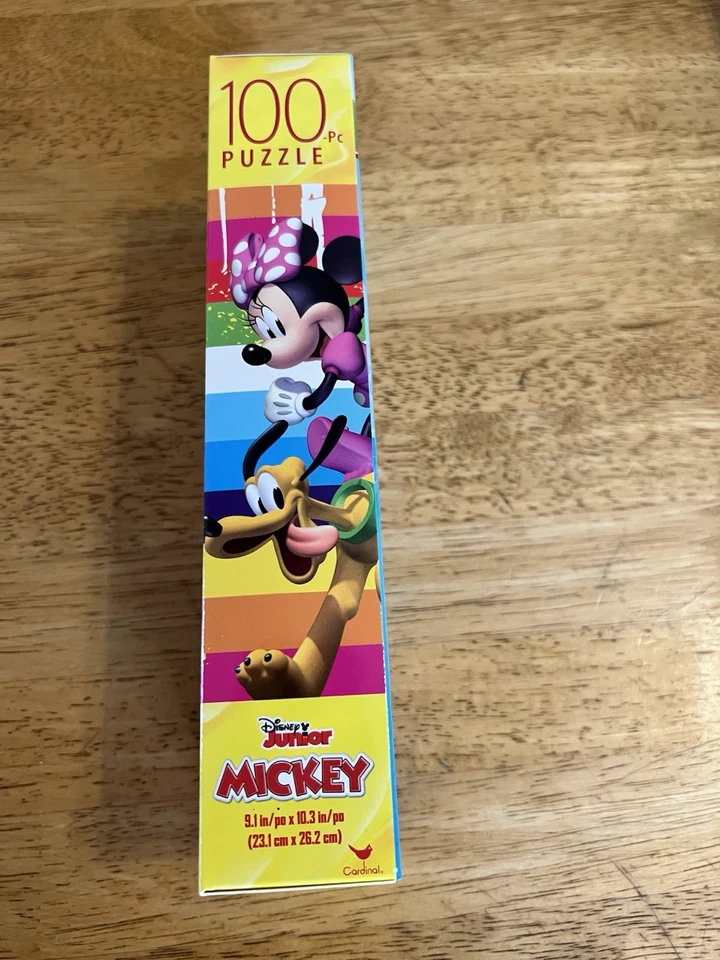 100-Pc
PUZZLE
Disney
Junior
MICKEY
9.1 in/po x 10.3 in/po
(23.1 cm x 26.2 cm)
Cardinal®